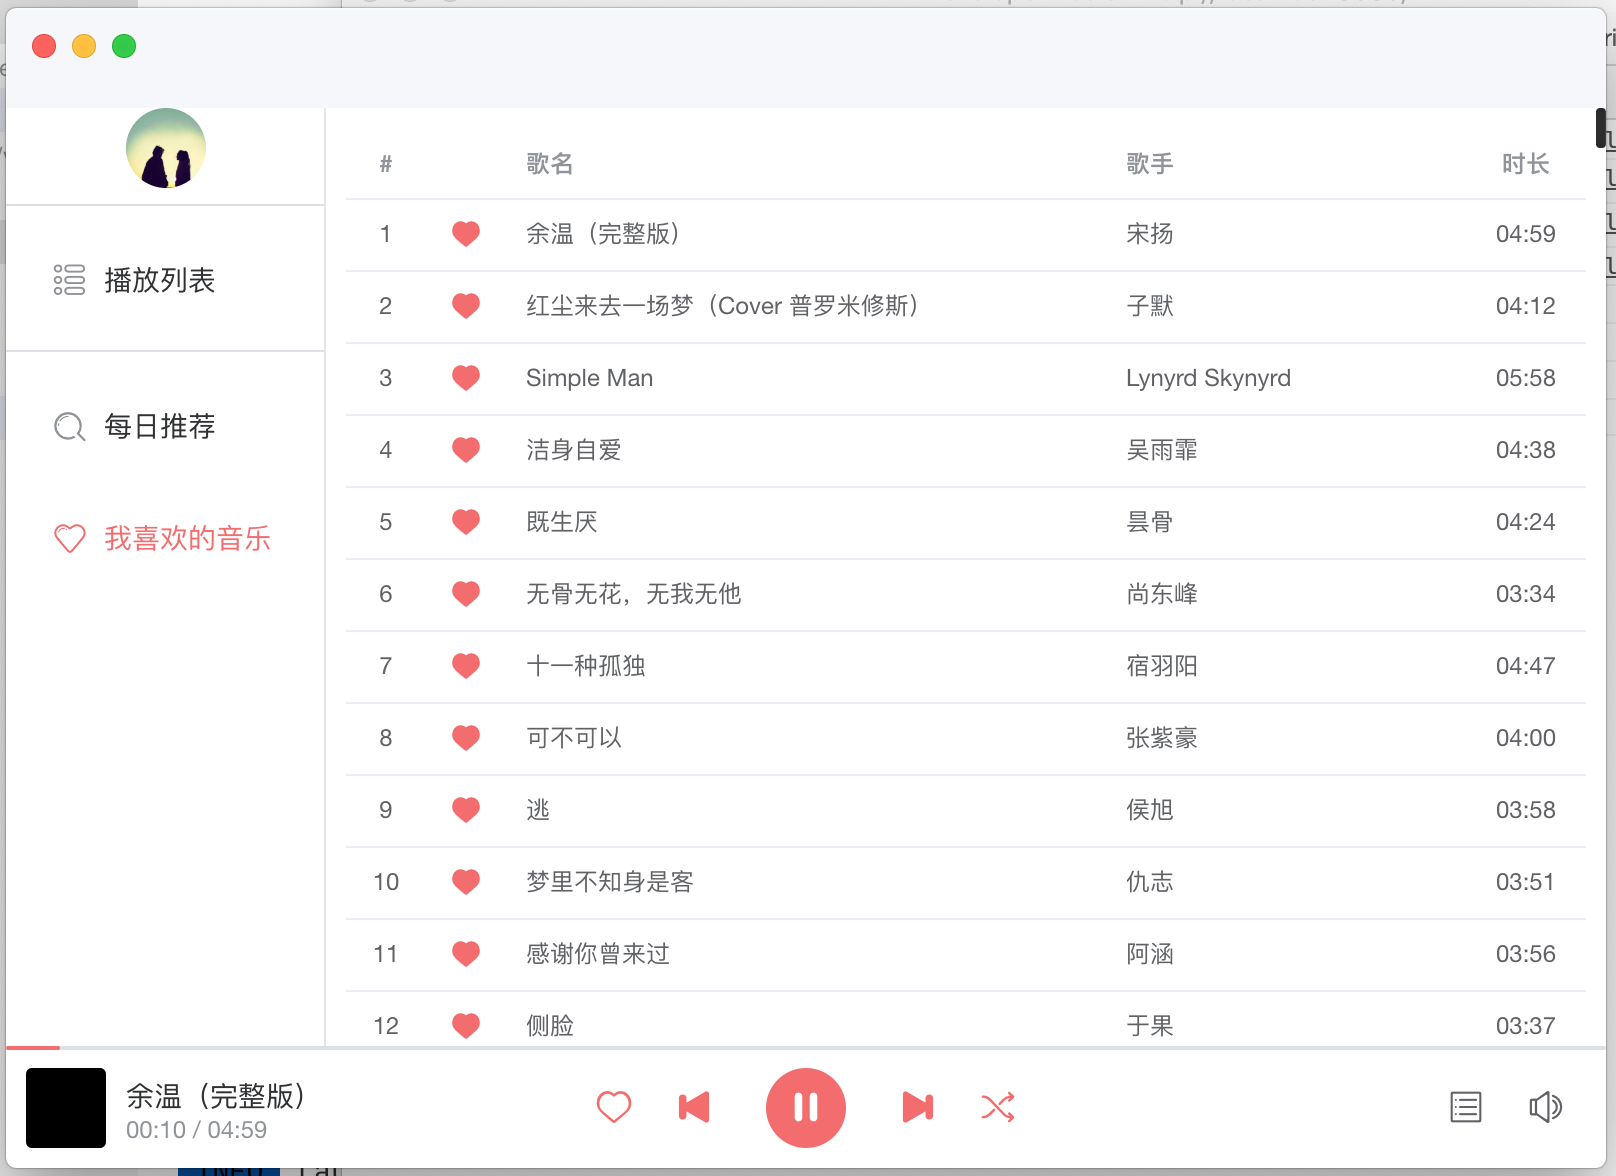 播放列表
每日推荐
我喜欢的音乐
# 歌名 歌手 时长
1 余温（完整版） 宋扬 04:59
2 红尘来去一场梦（Cover 普罗米修斯） 子默 04:12
3 Simple Man Lynyrd Skynyrd 05:58
4 洁身自爱 吴雨霏 04:38
5 既生厌 昙骨 04:24
6 无骨无花，无我无他 尚东峰 03:34
7 十一种孤独 宿羽阳 04:47
8 可不可以 张紫豪 04:00
9 逃 侯旭 03:58
10 梦里不知身是客 仇志 03:51
11 感谢你曾来过 阿涵 03:56
12 侧脸 于果 03:37
余温（完整版）
00:10 / 04:59